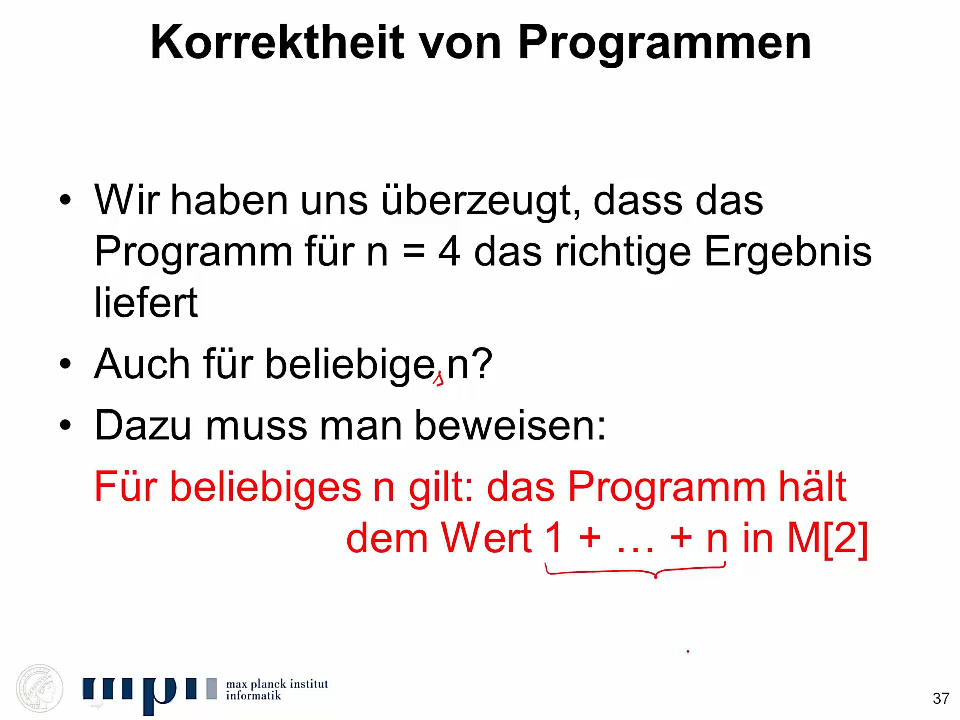 Korrektheit von Programmen
• Wir haben uns überzeugt, dass das
Programm für n = 4 das richtige Ergebnis
liefert
• Auch für beliebiges n?
• Dazu muss man beweisen:
Für beliebiges n gilt: das Programm hält
dem Wert 1 + … + n in M[2]
max planck institut
informatik
37